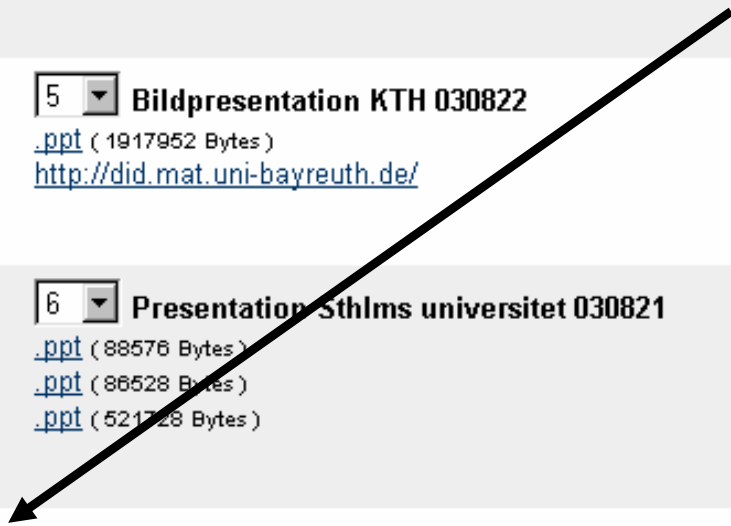 5 Bildpresentation KTH 030822
.ppt ( 1917952 Bytes )
http://did.mat.uni-bayreuth.de/
6 Presentation Sthlms universitet 030821
.ppt ( 88576 Bytes )
.ppt ( 86528 Bytes )
.ppt ( 521728 Bytes )